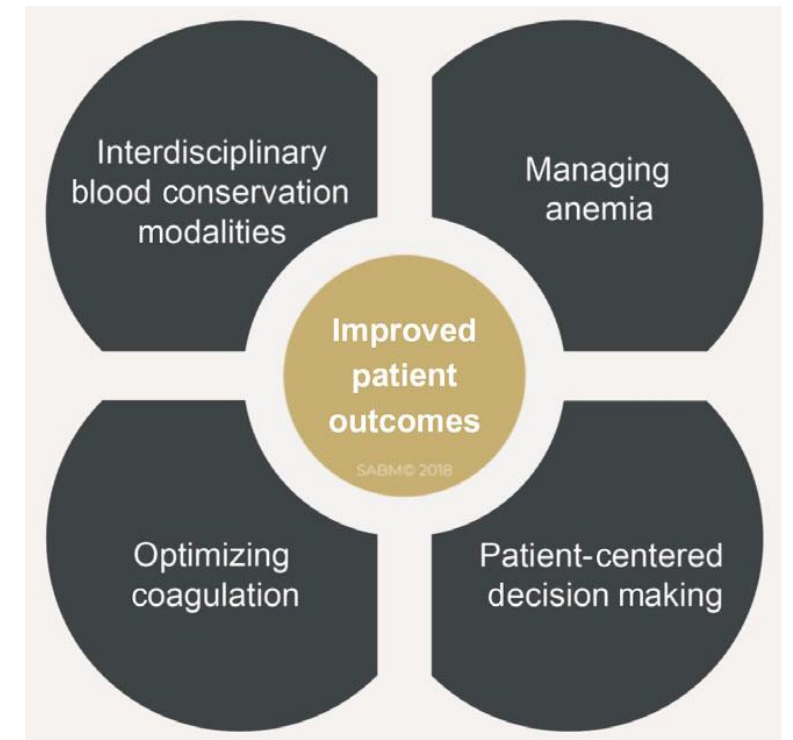 Interdisciplinary
blood conservation
modalities
Managing
anemia
Improved
patient
outcomes
SABM© 2018
Optimizing
coagulation
Patient-centered
decision making